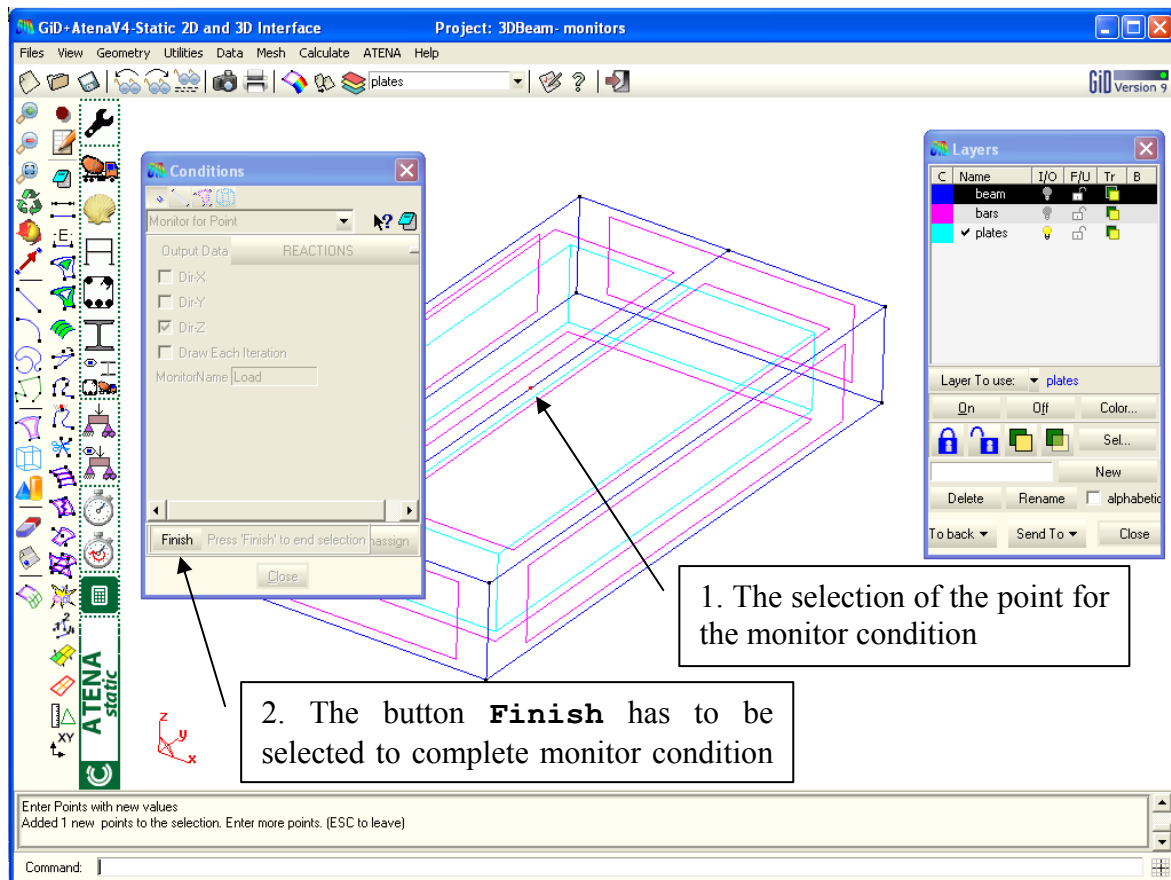 GiD+AtenaV4-Static 2D and 3D Interface Project: 3DBeam- monitors
Files View Geometry Utilities Data Mesh Calculate ATENA Help
plates
GiD Version 9
Conditions
Monitor for Point
Output Data REACTIONS
Dir-X
Dir-Y
Dir-Z
Draw Each Iteration
MonitorName Load
Finish Press 'Finish' to end selection nassign
Close
Layers
C Name I/O F/U Tr B
beam
bars
plates
Layer To use: plates
On Off Color...
Sel...
New
Delete Rename alphabetic
To back Send To Close
1. The selection of the point for
the monitor condition
2. The button Finish has to be
selected to complete monitor condition
.E.
XY
ATENA
static
z
y
x
Enter Points with new values
Added 1 new points to the selection. Enter more points. (ESC to leave)
Command: